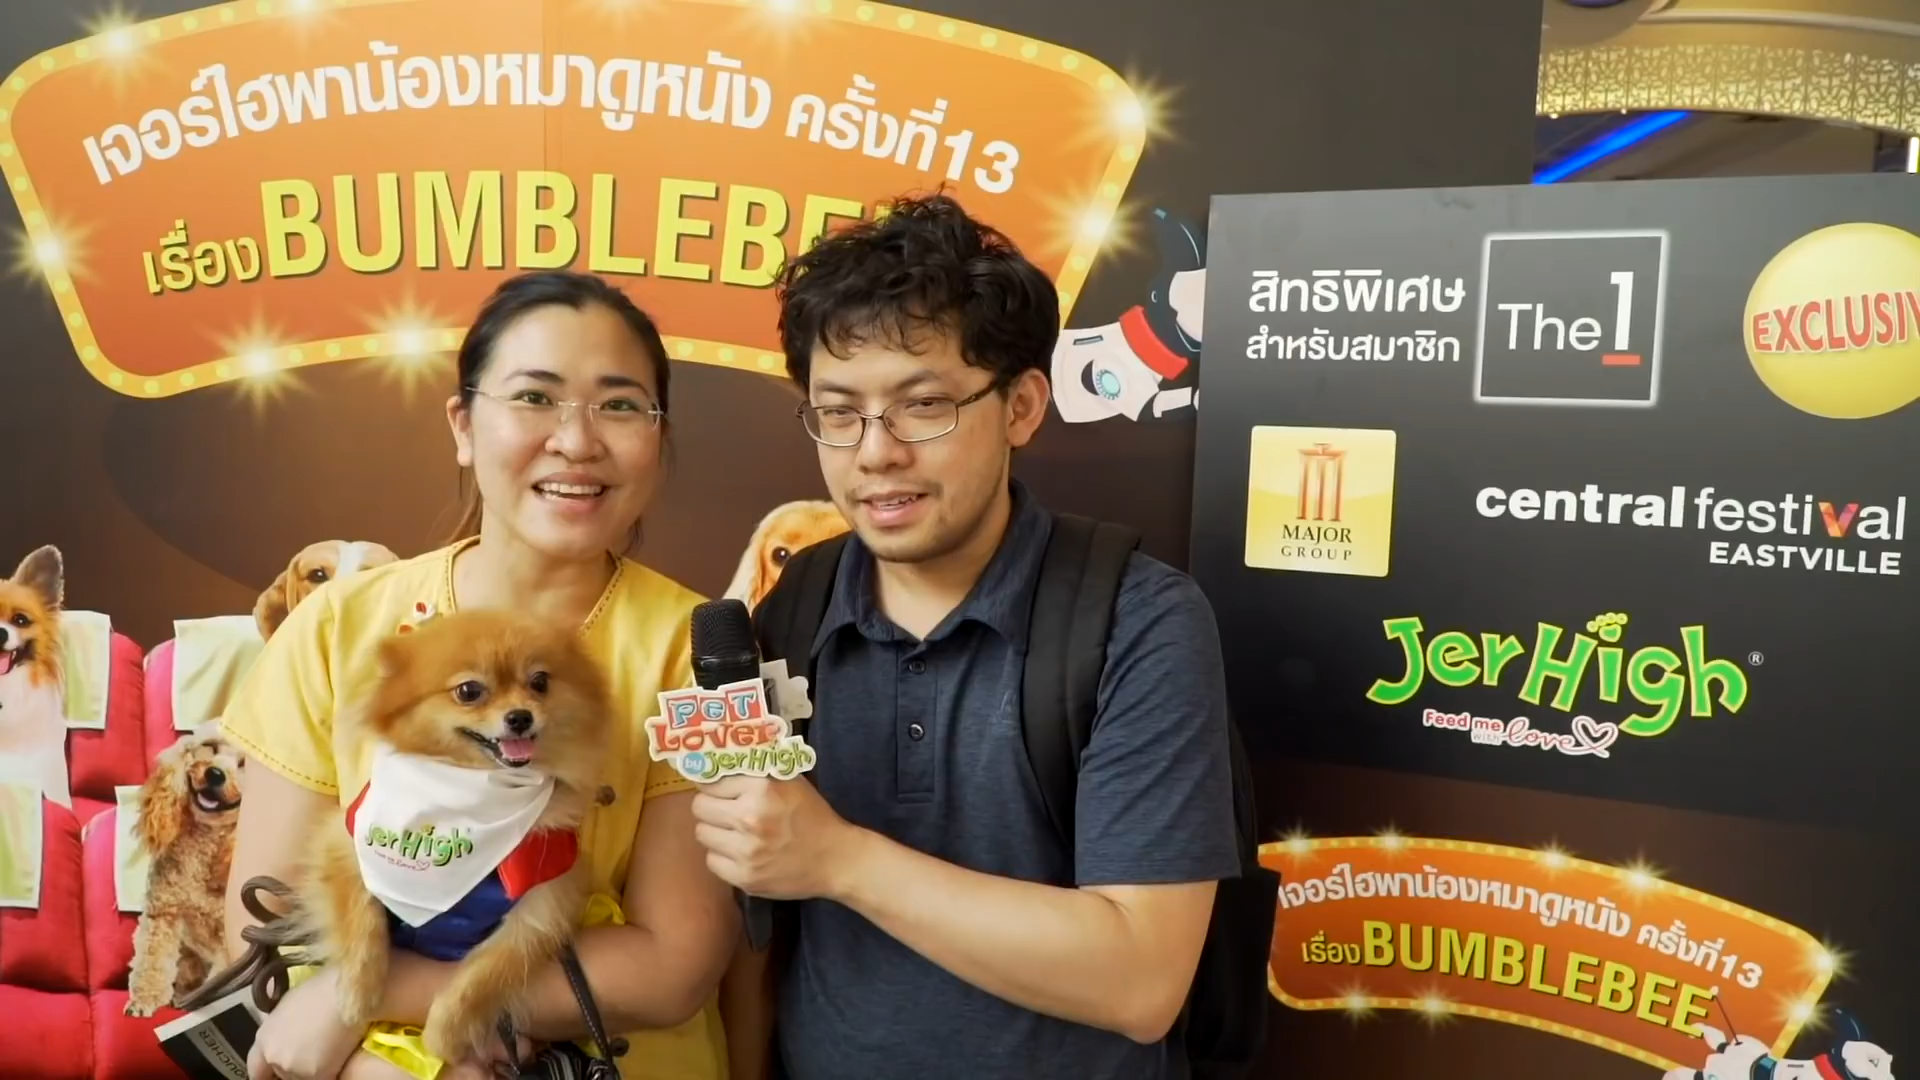 เจอร์ไฮพาน้องหมาดูหนัง ครั้งที่13
เรื่องBUMBLEBEE
สิทธิพิเศษ
สำหรับสมาชิก
The 1
EXCLUSIV
MAJOR
GROUP
centralfestival
EASTVILLE
JerHigh®
Feed me
with love
PET
Lover
by JerHigh
JerHigh
เจอร์ไฮพาน้องหมาดูหนัง ครั้งที่13
เรื่องBUMBLEBEE
VOUCHER